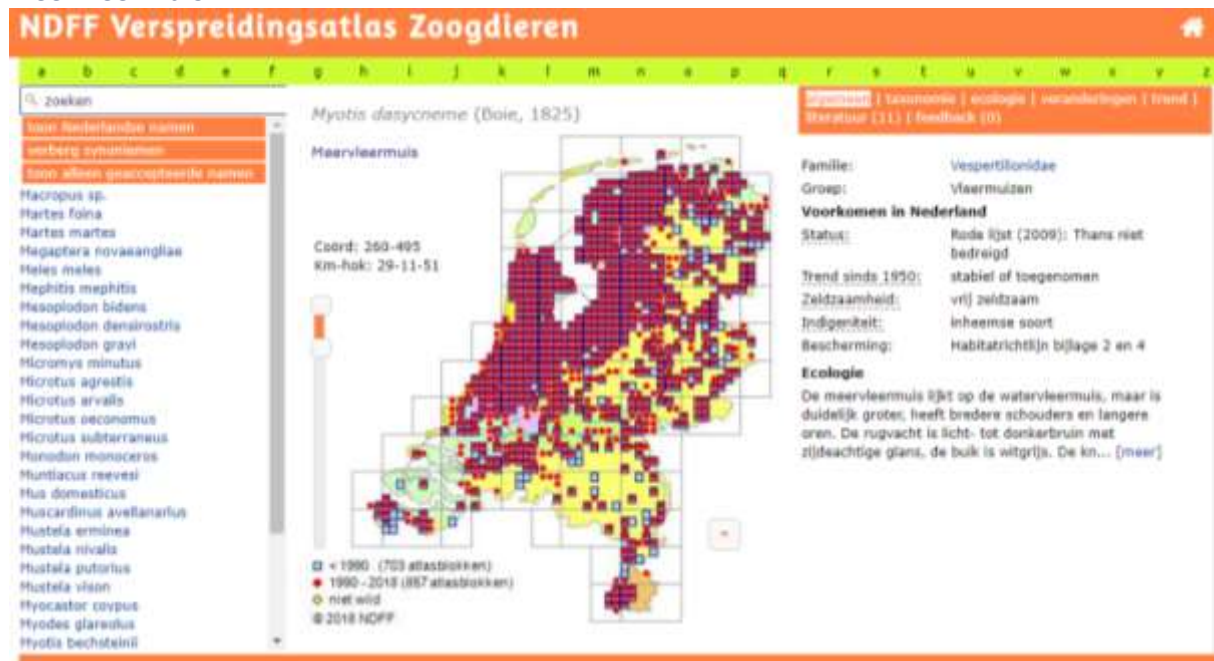 NDFF Verspreidingsatlas Zoogdieren
a b c d e f g h i j k l m n o p q r s t u v w x y z
zoeken
toon Nederlandse namen
verberg synoniemen
toon alleen geaccepteerde namen
Macropus sp.
Martes foina
Martes martes
Megaptera novaeangliae
Meles meles
Mephitis mephitis
Mesoplodon bidens
Mesoplodon densirostris
Mesoplodon grayi
Micromys minutus
Microtus agrestis
Microtus arvalis
Microtus oeconomus
Microtus subterraneus
Monodon monoceros
Muntiacus reevesi
Mus domesticus
Muscardinus avellanarius
Mustela erminea
Mustela nivalis
Mustela putorius
Mustela vison
Myocastor coypus
Myodes glareolus
Myotis bechsteinii
Myotis dasycneme (Boie, 1825)
Meervleermuis
Coörd: 260-495
Km-hok: 29-11-51
< 1990 (703 atlasblokken)
1990 - 2018 (867 atlasblokken)
niet wild
© 2018 NDFF
algemeen | taxonomie | ecologie | veranderingen | trend |
literatuur (11) | feedback (0)
Familie: Vespertilionidae
Groep: Vleermuizen
Voorkomen in Nederland
Status: Rode lijst (2009): Thans niet
bedreigd
Trend sinds 1950: stabiel of toegenomen
Zeldzaamheid: vrij zeldzaam
Indigeniteit: inheemse soort
Bescherming: Habitatrichtlijn bijlage 2 en 4
Ecologie
De meervleermuis lijkt op de watervleermuis, maar is
duidelijk groter, heeft bredere schouders en langere
oren. De rugvacht is licht- tot donkerbruin met
zijdeachtige glans, de buik is witgrijs. De kn... [meer]